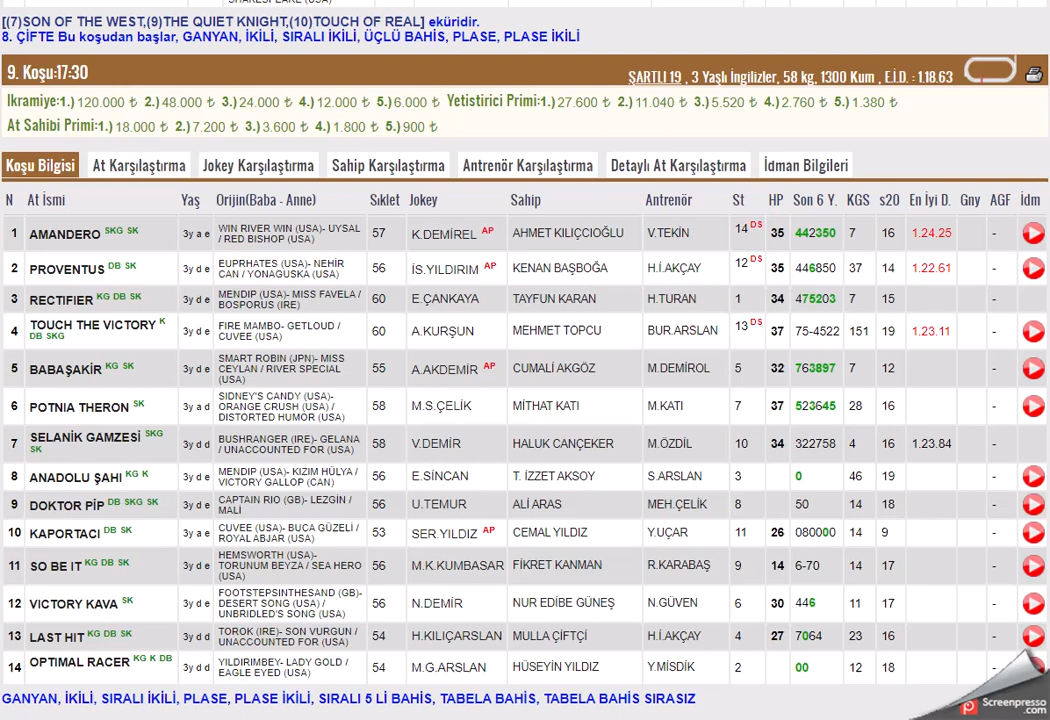 [(7)SON OF THE WEST,(9)THE QUIET KNIGHT,(10)TOUCH OF REAL] eküridir.
8. ÇİFTE Bu koşudan başlar, GANYAN, İKİLİ, SIRALI İKİLİ, ÜÇLÜ BAHİS, PLASE, PLASE İKİLİ
9. Koşu:17:30 ŞARTLI 19 , 3 Yaşlı İngilizler, 58 kg, 1300 Kum , E.İ.D. : 1.18.63
Ikramiye:1.) 120.000 ₺ 2.) 48.000 ₺ 3.) 24.000 ₺ 4.) 12.000 ₺ 5.) 6.000 ₺ Yetistirici Primi:1.) 27.600 ₺ 2.) 11.040 ₺ 3.) 5.520 ₺ 4.) 2.760 ₺ 5.) 1.380 ₺
At Sahibi Primi:1.) 18.000 ₺ 2.) 7.200 ₺ 3.) 3.600 ₺ 4.) 1.800 ₺ 5.) 900 ₺
Koşu Bilgisi At Karşılaştırma Jokey Karşılaştırma Sahip Karşılaştırma Antrenör Karşılaştırma Detaylı At Karşılaştırma İdman Bilgileri
N At İsmi Yaş Orijin(Baba - Anne) Sıklet Jokey Sahip Antrenör St HP Son 6 Y. KGS s20 En İyi D. Gny AGF İdm
1 AMANDERO SKG SK 3y a e WIN RIVER WIN (USA)- UYSAL / RED BISHOP (USA) 57 K.DEMİREL AP AHMET KILIÇCIOĞLU V.TEKİN 14 DS 35 442350 7 16 1.24.25 -
2 PROVENTUS DB SK 3y d e EUPRHATES (USA)- NEHİR CAN / YONAGUSKA (USA) 56 İS.YILDIRIM AP KENAN BAŞBOĞA H.İ.AKÇAY 12 DS 35 446850 37 14 1.22.61 -
3 RECTIFIER KG DB SK 3y d e MENDIP (USA)- MISS FAVELA / BOSPORUS (IRE) 60 E.ÇANKAYA TAYFUN KARAN H.TURAN 1 34 475203 7 15 -
4 TOUCH THE VICTORY K DB SKG 3y d e FIRE MAMBO- GETLOUD / CUVEE (USA) 60 A.KURŞUN MEHMET TOPCU BUR.ARSLAN 13 DS 37 75-4522 151 19 1.23.11 -
5 BABAŞAKİR KG SK 3y d e SMART ROBIN (JPN)- MISS CEYLAN / RIVER SPECIAL (USA) 55 A.AKDEMİR AP CUMALİ AKGÖZ M.DEMİROL 5 32 763897 7 12 -
6 POTNIA THERON SK 3y a d SIDNEY'S CANDY (USA)- ORANGE CRUSH (USA) / DISTORTED HUMOR (USA) 58 M.S.ÇELİK MİTHAT KATI M.KATI 7 37 523645 28 16 -
7 SELANİK GAMZESİ SKG SK 3y d d BUSHRANGER (IRE)- GELANA / UNACCOUNTED FOR (USA) 58 V.DEMİR HALUK CANÇEKER M.ÖZDİL 10 34 322758 4 16 1.23.84 -
8 ANADOLU ŞAHI KG K 3y d e MENDIP (USA)- KIZIM HÜLYA / VICTORY GALLOP (CAN) 56 E.SİNCAN T. İZZET AKSOY S.ARSLAN 3 0 46 19 -
9 DOKTOR PİP DB SKG SK 3y d e CAPTAIN RIO (GB)- LEZGİN / MALI 56 U.TEMUR ALİ ARAS MEH.ÇELİK 8 50 14 18 -
10 KAPORTACI DB SK 3y a e CUVEE (USA)- BUCA GÜZELİ / ROYAL ABJAR (USA) 53 SER.YILDIZ AP CEMAL YILDIZ Y.UÇAR 11 26 080000 14 9 -
11 SO BE IT KG DB SK 3y d e HEMSWORTH (USA)- TORUNUM BEYZA / SEA HERO (USA) 56 M.K.KUMBASAR FİKRET KANMAN R.KARABAŞ 9 14 6-70 14 17 -
12 VICTORY KAVA SK 3y d e FOOTSTEPSINTHESAND (GB)- DESERT SONG (USA) / UNBRIDLED'S SONG (USA) 56 N.DEMİR NUR EDİBE GÜNEŞ N.GÜVEN 6 30 446 11 17 -
13 LAST HIT KG DB SK 3y d d TOROK (IRE)- SON VURGUN / UNACCOUNTED FOR (USA) 54 H.KILIÇARSLAN MULLA ÇİFTÇİ H.İ.AKÇAY 4 27 7064 23 16 -
14 OPTIMAL RACER KG K DB 3y d d YILDIRIMBEY- LADY GOLD / EAGLE EYED (USA) 54 M.G.ARSLAN HÜSEYİN YILDIZ Y.MİSDİK 2 00 12 18 -
GANYAN, İKİLİ, SIRALI İKİLİ, PLASE, PLASE İKİLİ, SIRALI 5 Lİ BAHİS, TABELA BAHİS, TABELA BAHİS SIRASIZ
Screenpresso
.com